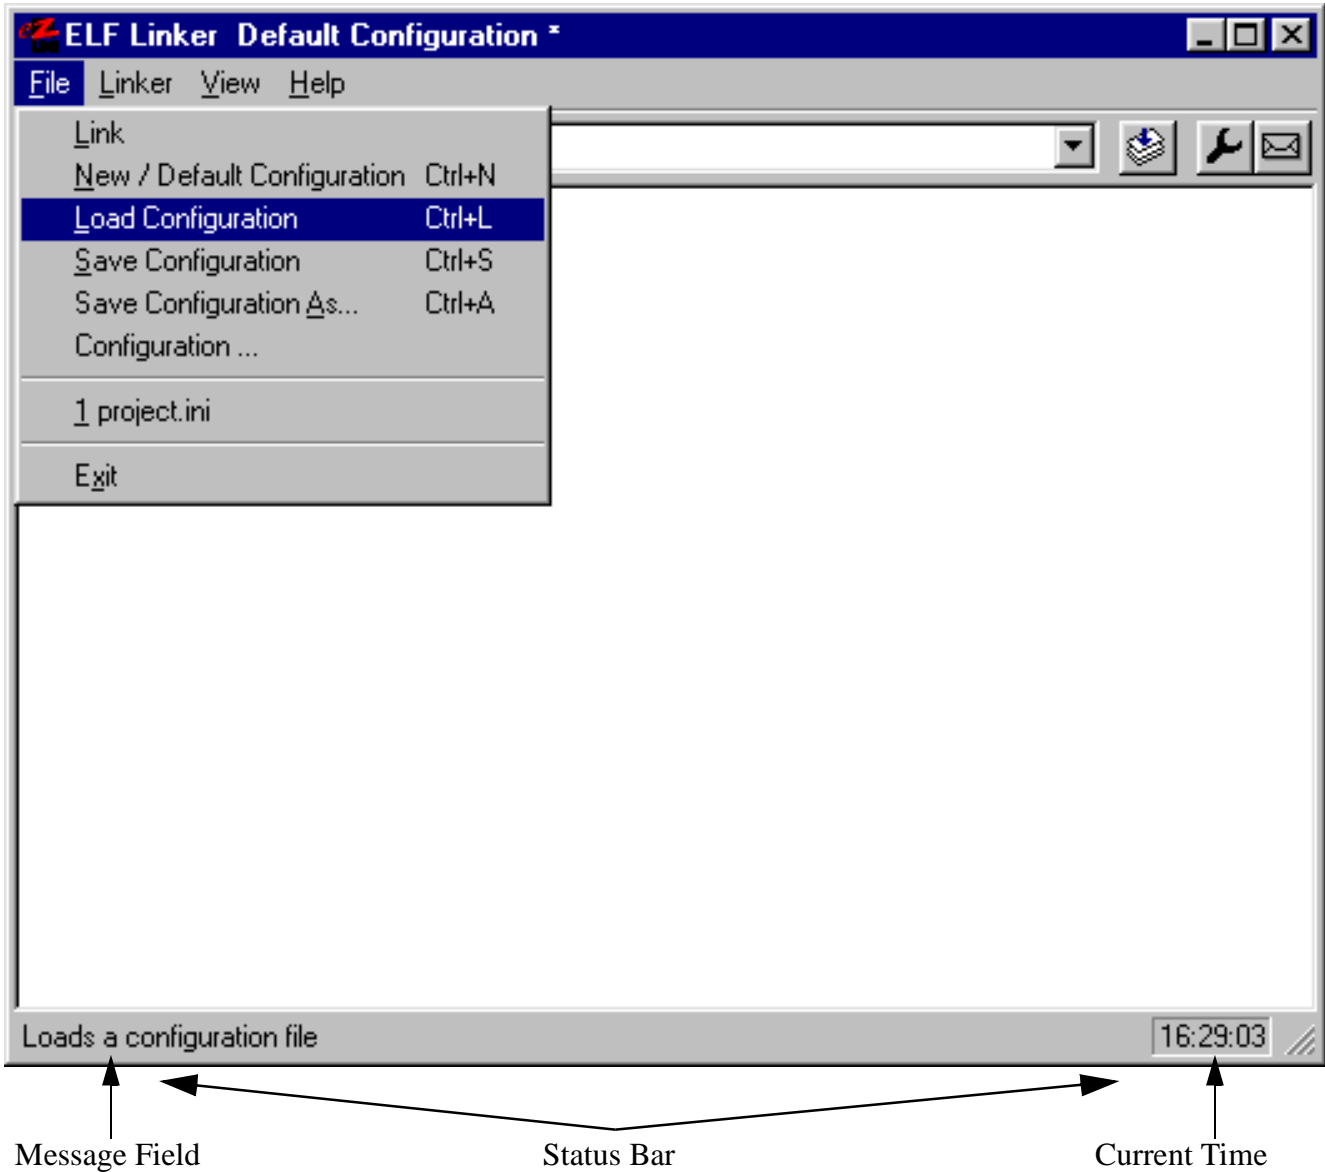 ELF Linker Default Configuration *
File Linker View Help
Link
New / Default Configuration Ctrl+N
Load Configuration Ctrl+L
Save Configuration Ctrl+S
Save Configuration As... Ctrl+A
Configuration ...
1 project.ini
Exit
Loads a configuration file 16:29:03
Message Field Status Bar Current Time